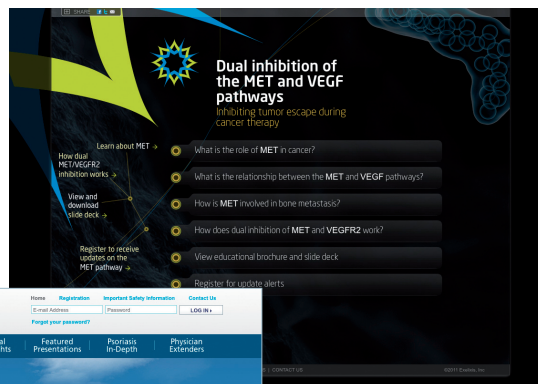 SHARE
Dual inhibition of
the MET and VEGF
pathways
Inhibiting tumor escape during
cancer therapy
Learn about MET →
How dual
MET/VEGFR2
inhibition works →
View and
download
slide deck →
Register to receive
updates on the
MET pathway →
What is the role of MET in cancer?
What is the relationship between the MET and VEGF pathways?
How is MET involved in bone metastasis?
How does dual inhibition of MET and VEGFR2 work?
View educational brochure and slide deck
Register for update alerts
Home Registration Important Safety Information Contact Us
E-mail Address Password LOG IN ›
Forgot your password?
Featured
Presentations
Psoriasis
In-Depth
Physician
Extenders
| CONTACT US
©2011 Exelixis, Inc.